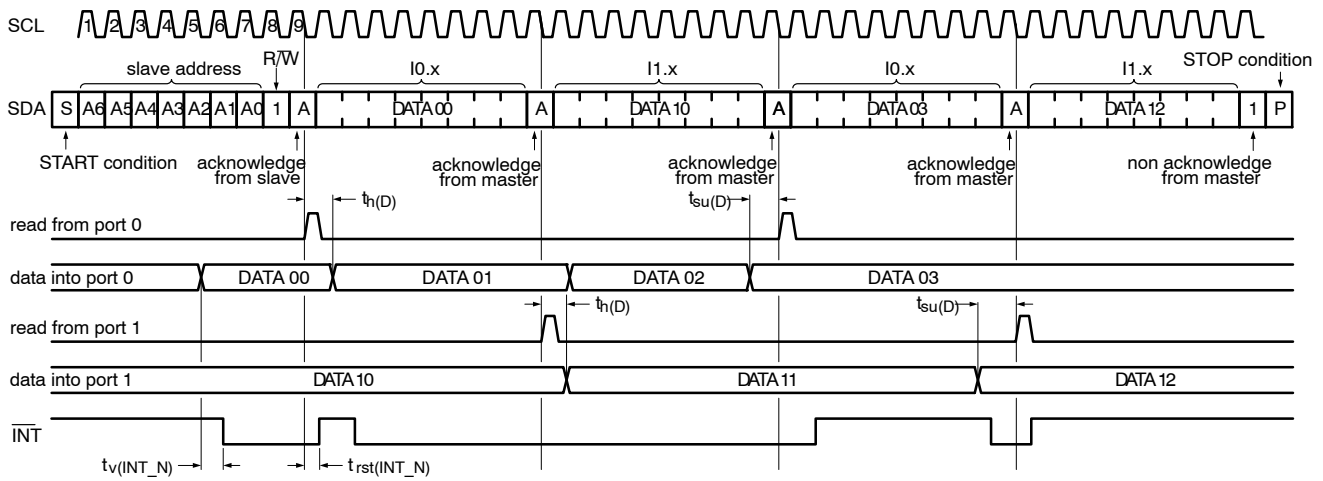 SCL 1 2 3 4 5 6 7 8 9
R/W
slave address I0.x I1.x I0.x I1.x STOP condition
SDA S A6 A5 A4 A3 A2 A1 A0 1 A DATA 00 A DATA 10 A DATA 03 A DATA 12 1 P
START condition acknowledge from slave acknowledge from master acknowledge from master acknowledge from master non acknowledge from master
th(D) tsu(D)
read from port 0
data into port 0 DATA 00 DATA 01 DATA 02 DATA 03
th(D) tsu(D)
read from port 1
data into port 1 DATA 10 DATA 11 DATA 12
INT
tv(INT_N) trst(INT_N)